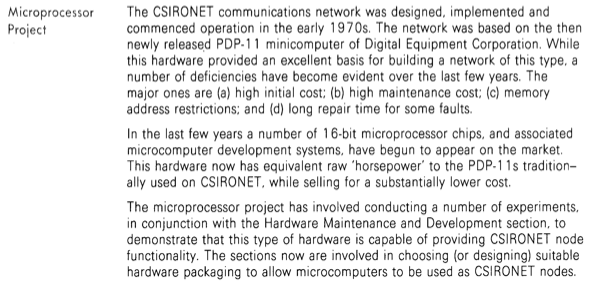 Microprocessor
Project
The CSIRONET communications network was designed, implemented and
commenced operation in the early 1970s. The network was based on the then
newly released PDP-11 minicomputer of Digital Equipment Corporation. While
this hardware provided an excellent basis for building a network of this type, a
number of deficiencies have become evident over the last few years. The
major ones are (a) high initial cost; (b) high maintenance cost; (c) memory
address restrictions; and (d) long repair time for some faults.
In the last few years a number of 16-bit microprocessor chips, and associated
microcomputer development systems, have begun to appear on the market.
This hardware now has equivalent raw 'horsepower' to the PDP-11s tradition-
ally used on CSIRONET, while selling for a substantially lower cost.
The microprocessor project has involved conducting a number of experiments,
in conjunction with the Hardware Maintenance and Development section, to
demonstrate that this type of hardware is capable of providing CSIRONET node
functionality. The sections now are involved in choosing (or designing) suitable
hardware packaging to allow microcomputers to be used as CSIRONET nodes.